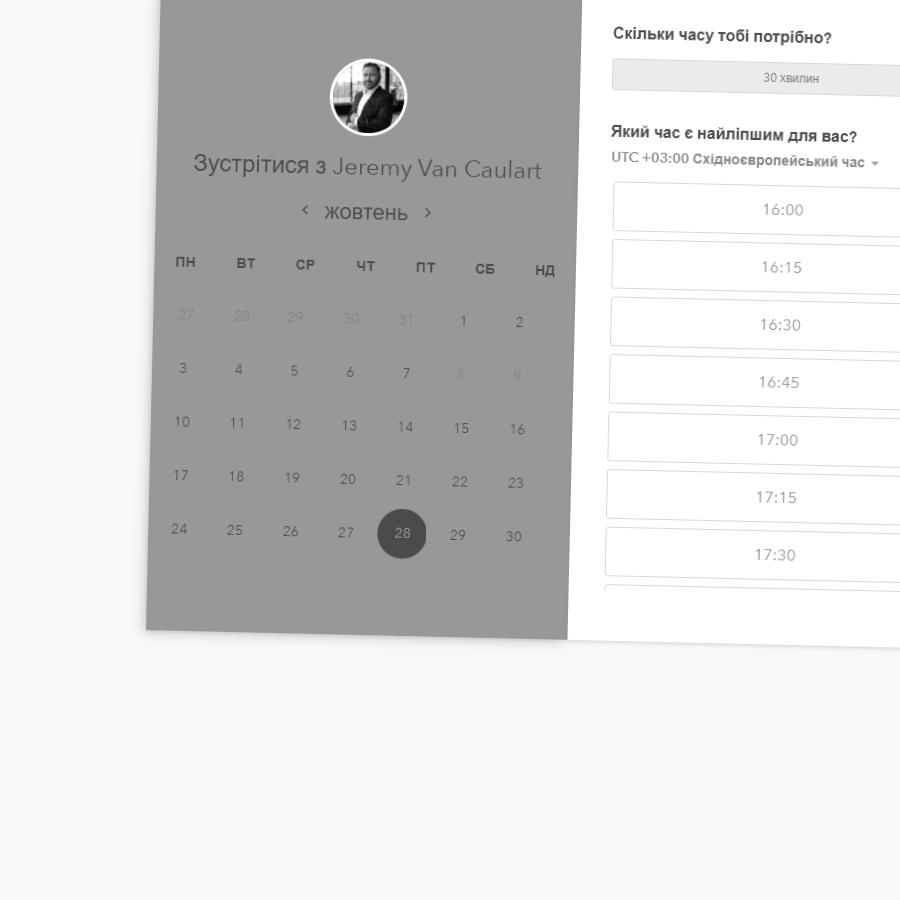 Зустрітися з Jeremy Van Caulart
‹ жовтень ›
ПН ВТ СР ЧТ ПТ СБ НД
27 28 29 30 31 1 2
3 4 5 6 7 8 9
10 11 12 13 14 15 16
17 18 19 20 21 22 23
24 25 26 27 28 29 30
Скільки часу тобі потрібно?
30 хвилин
Який час є найліпшим для вас?
UTC +03:00 Східноєвропейський час
16:00
16:15
16:30
16:45
17:00
17:15
17:30